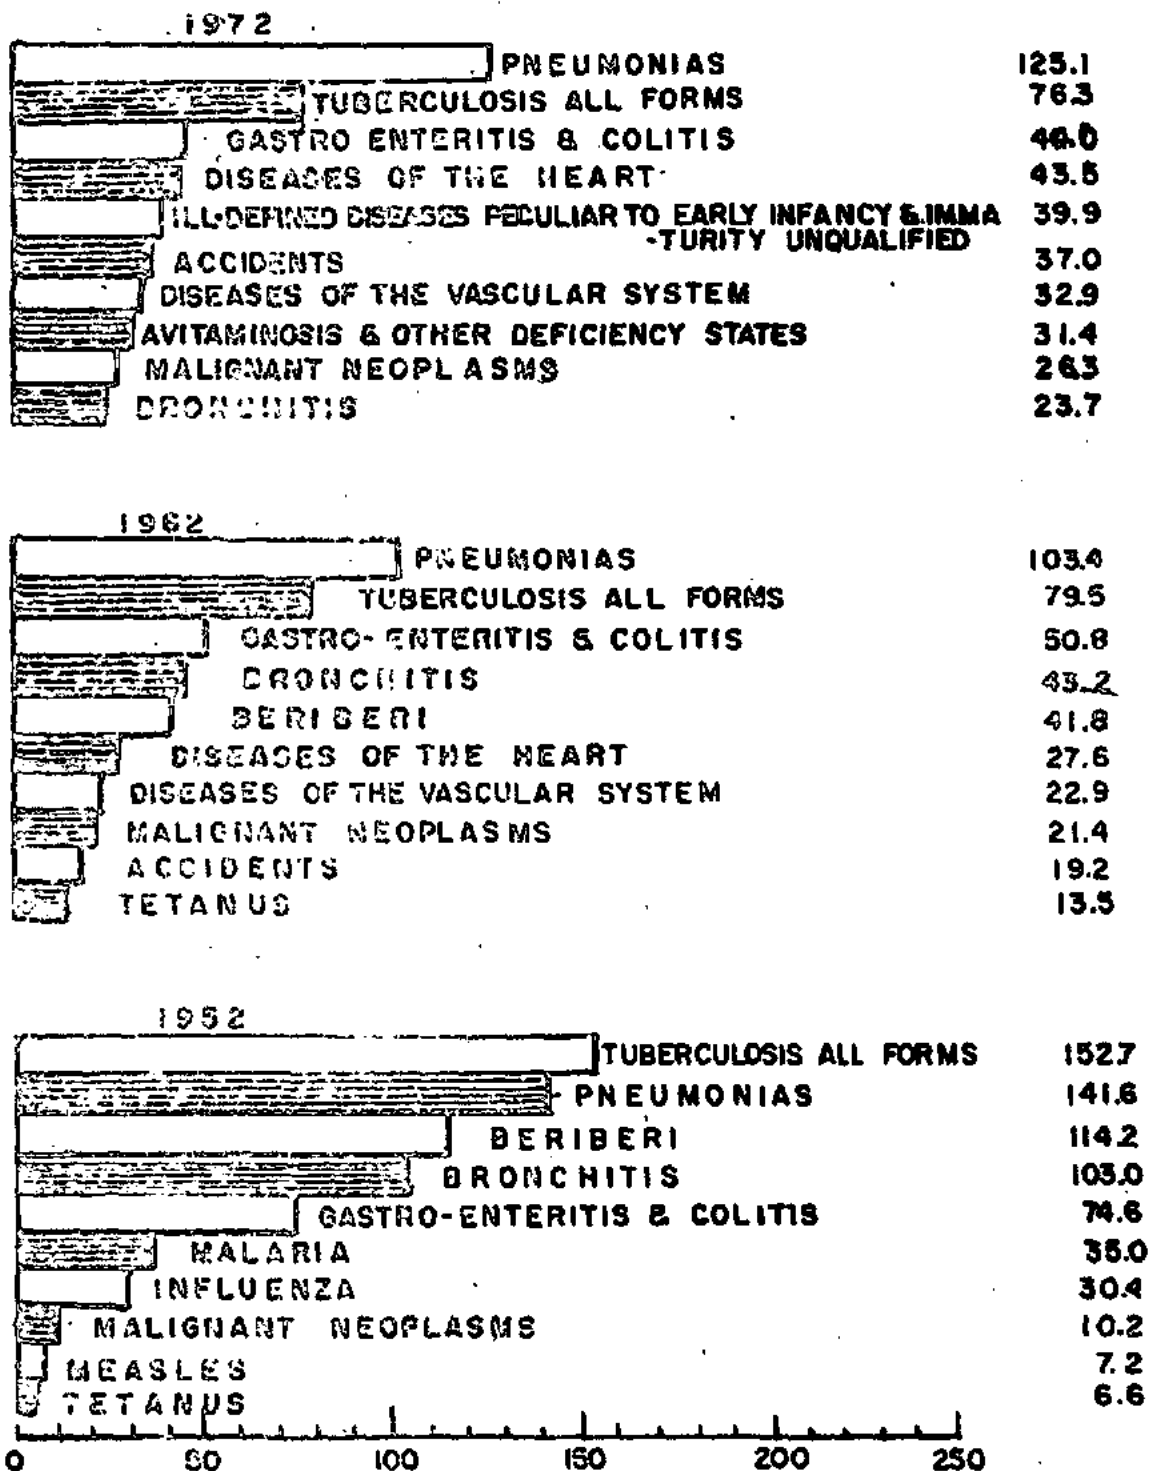 1972
PNEUMONIAS 125.1
TUBERCULOSIS ALL FORMS 76.3
GASTRO ENTERITIS & COLITIS
DISEASES OF THE HEART 43.5
ILL-DEFINED DISEASES PECULIAR TO EARLY INFANCY & IMMA 39.9
-TURITY UNQUALIFIED
ACCIDENTS 37.0
DISEASES OF THE VASCULAR SYSTEM 32.9
AVITAMINOSIS & OTHER DEFICIENCY STATES 31.4
MALIGNANT NEOPLASMS 26.3
BRONCHITIS 23.7
1962
PNEUMONIAS 103.4
TUBERCULOSIS ALL FORMS 79.5
GASTRO-ENTERITIS & COLITIS 50.8
BRONCHITIS 43.2
BERIBERI 41.8
DISEASES OF THE HEART 27.6
DISEASES OF THE VASCULAR SYSTEM 22.9
MALIGNANT NEOPLASMS 21.4
ACCIDENTS 19.2
TETANUS 13.5
1952
TUBERCULOSIS ALL FORMS 152.7
PNEUMONIAS 141.6
BERIBERI 114.2
BRONCHITIS 103.0
GASTRO-ENTERITIS & COLITIS 74.6
MALARIA
INFLUENZA 30.4
MALIGNANT NEOPLASMS 10.2
MEASLES 7.2
TETANUS 6.6
0 50 100 150 200 250